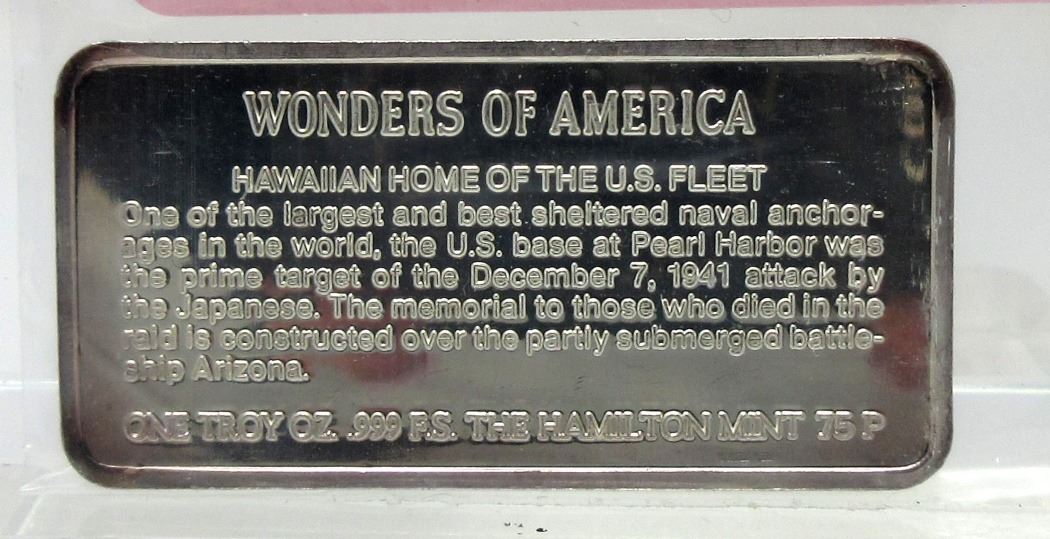 WONDERS OF AMERICA
HAWAIIAN HOME OF THE U.S. FLEET
One of the largest and best sheltered naval anchor-
ages in the world, the U.S. base at Pearl Harbor was
the prime target of the December 7, 1941 attack by
the Japanese. The memorial to those who died in the
raid is constructed over the partly submerged battle-
ship Arizona.
ONE TROY OZ. .999 F.S. THE HAMILTON MINT 75 P